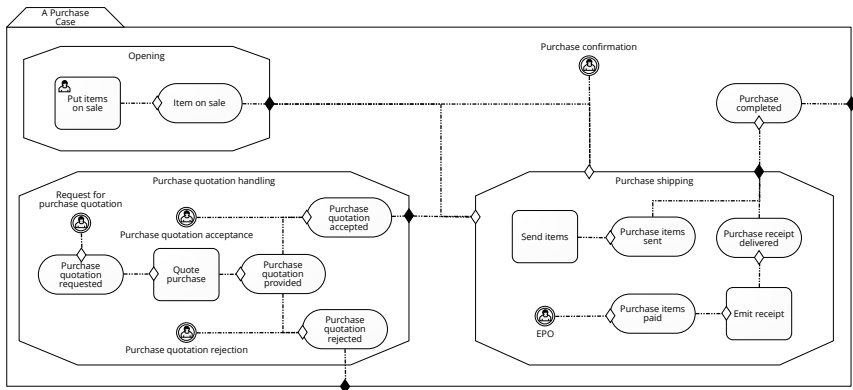 A Purchase
Case
Opening
Put items
on sale
Item on sale
Purchase confirmation
Purchase
completed
Purchase quotation handling
Request for
purchase quotation
Purchase quotation acceptance
Purchase
quotation
accepted
Purchase
quotation
requested
Quote
purchase
Purchase
quotation
provided
Purchase quotation rejection
Purchase
quotation
rejected
Purchase shipping
Send items
Purchase items
sent
Purchase receipt
delivered
EPO
Purchase items
paid
Emit receipt